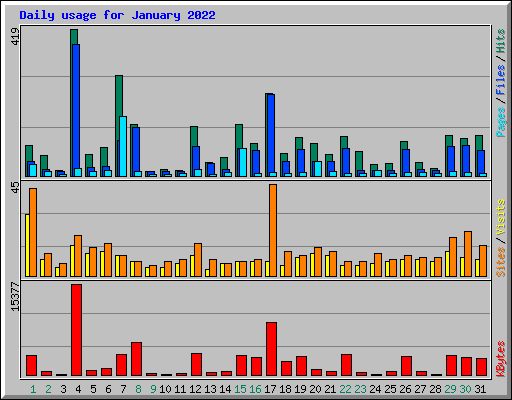 Daily usage for January 2022
419
Pages / Files / Hits
45
Sites / Visits
15377
KBytes
1 2 3 4 5 6 7 8 9 10 11 12 13 14 15 16 17 18 19 20 21 22 23 24 25 26 27 28 29 30 31